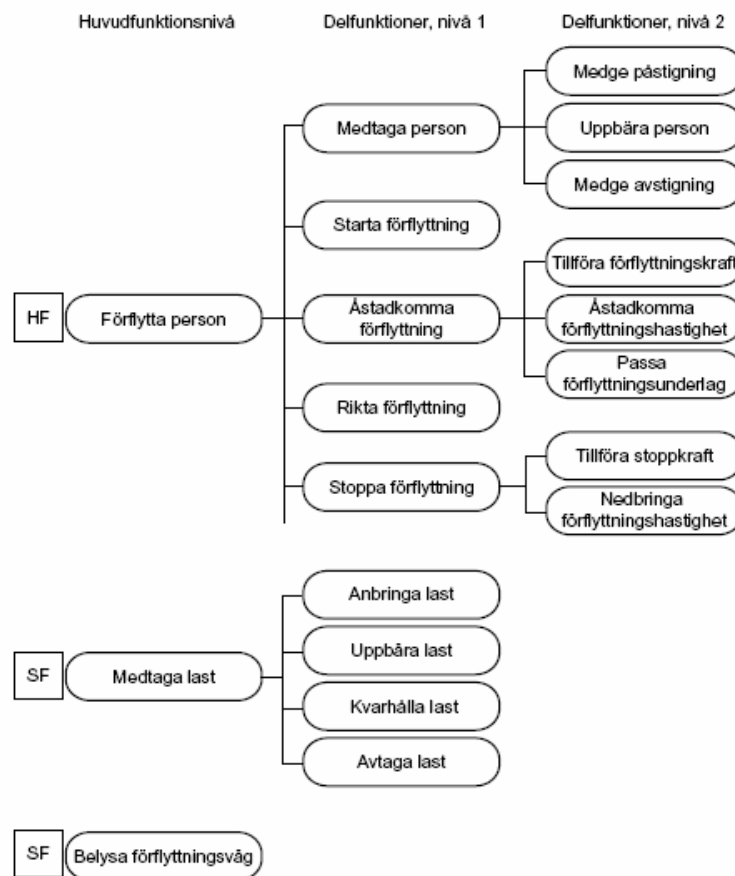 Huvudfunktionsnivå
Delfunktioner, nivå 1
Delfunktioner, nivå 2
Medge påstigning
Medtaga person
Uppbära person
Medge avstigning
Starta förflyttning
Tillföra förflyttningskraft
HF
Förflytta person
Åstadkomma
förflyttning
Åstadkomma
förflyttningshastighet
Passa
förflyttningsunderlag
Rikta förflyttning
Tillföra stoppkraft
Stoppa förflyttning
Nedbringa
förflyttningshastighet
Anbringa last
Uppbära last
SF
Medtaga last
Kvarhålla last
Avtaga last
SF
Belysa förflyttningsväg